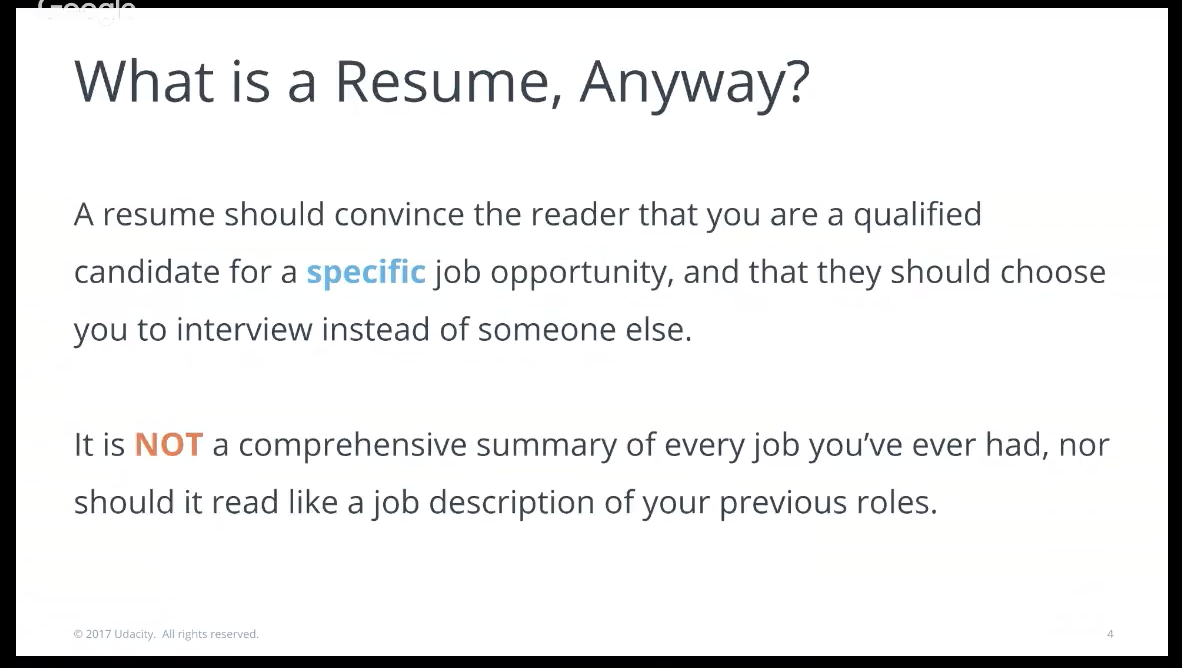 Google
What is a Resume, Anyway?
A resume should convince the reader that you are a qualified
candidate for a specific job opportunity, and that they should choose
you to interview instead of someone else.
It is NOT a comprehensive summary of every job you’ve ever had, nor
should it read like a job description of your previous roles.
© 2017 Udacity. All rights reserved.
4